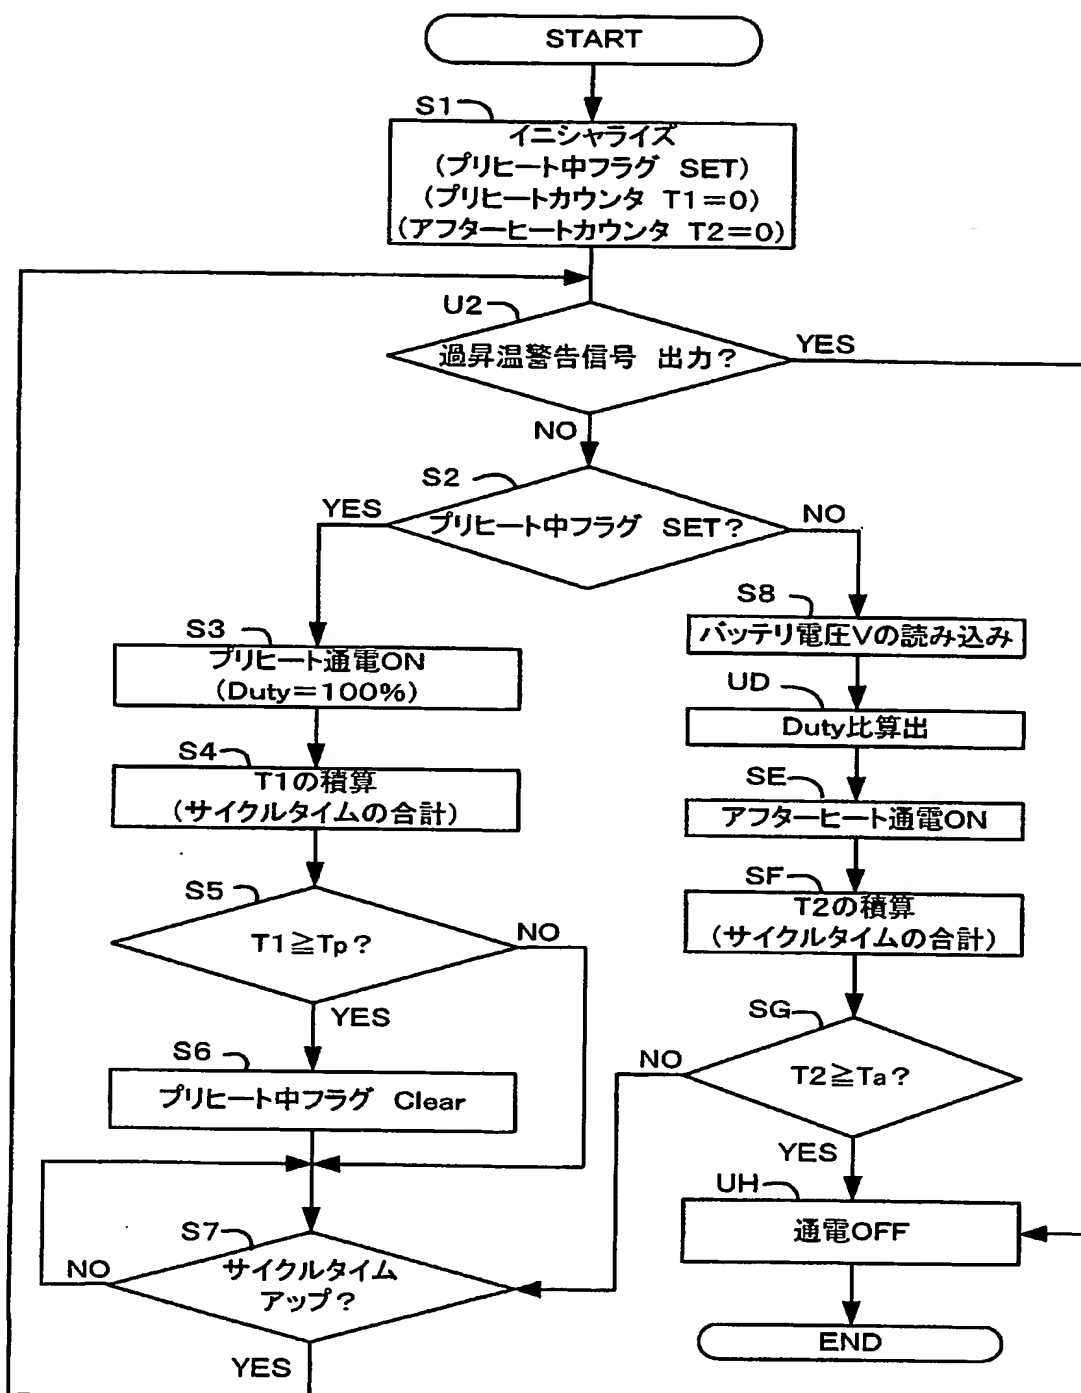 START
S1
イニシャライズ
(プリヒート中フラグ SET)
(プリヒートカウンタ T1=0)
(アフターヒートカウンタ T2=0)
U2
過昇温警告信号 出力?
YES
NO
S2
YES
プリヒート中フラグ SET?
NO
S3
プリヒート通電ON
(Duty=100%)
S4
T1の積算
(サイクルタイムの合計)
S5
T1≧Tp?
NO
YES
S6
プリヒート中フラグ Clear
S7
サイクルタイム
アップ?
NO
YES
S8
バッテリ電圧Vの読み込み
UD
Duty比算出
SE
アフターヒート通電ON
SF
T2の積算
(サイクルタイムの合計)
SG
NO
T2≧Ta?
YES
UH
通電OFF
END